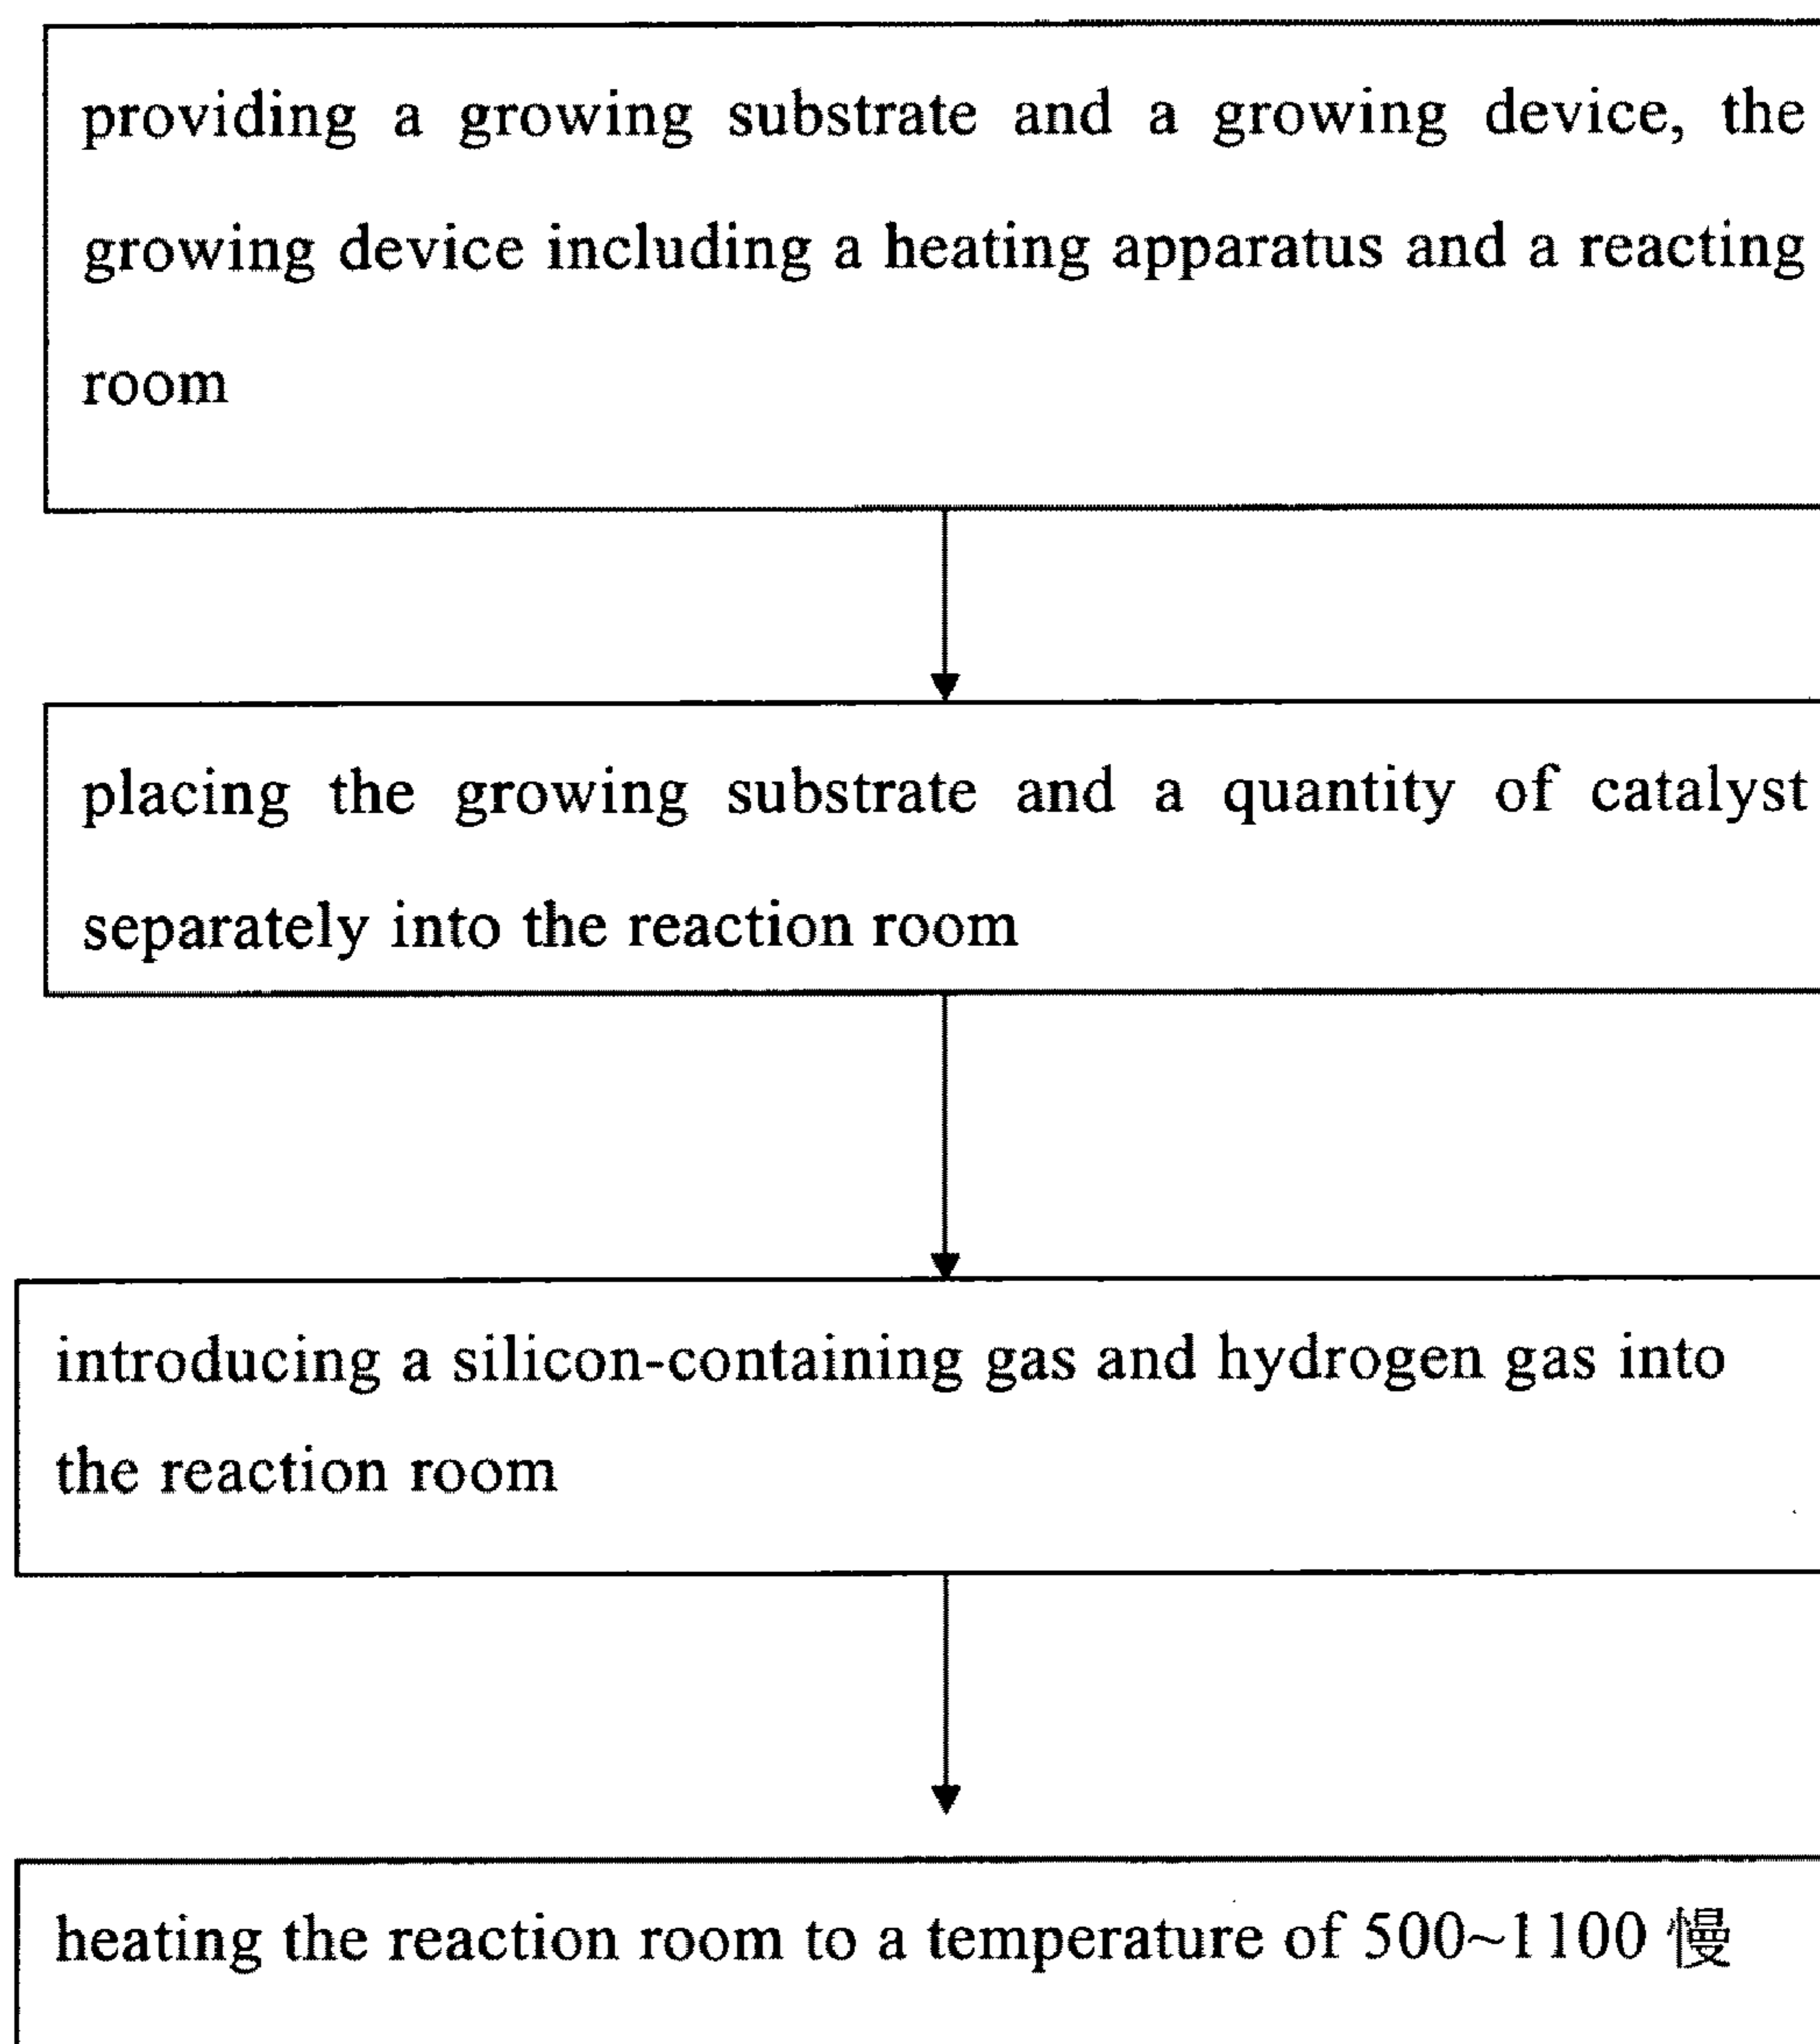 providing a growing substrate and a growing device, the
growing device including a heating apparatus and a reacting
room
placing the growing substrate and a quantity of catalyst
separately into the reaction room
introducing a silicon-containing gas and hydrogen gas into
the reaction room
heating the reaction room to a temperature of 500~1100 慢